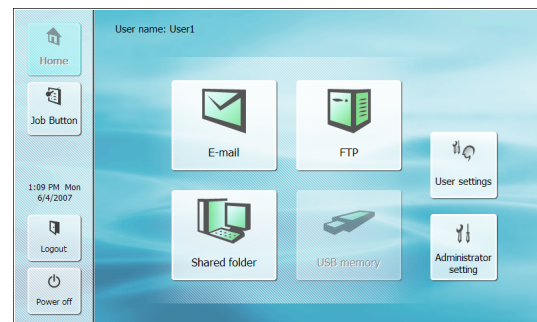 User name: User1
Home
Job Button
1:09 PM Mon
6/4/2007
Logout
Power off
E-mail
FTP
Shared folder
USB memory
User settings
Administrator
setting